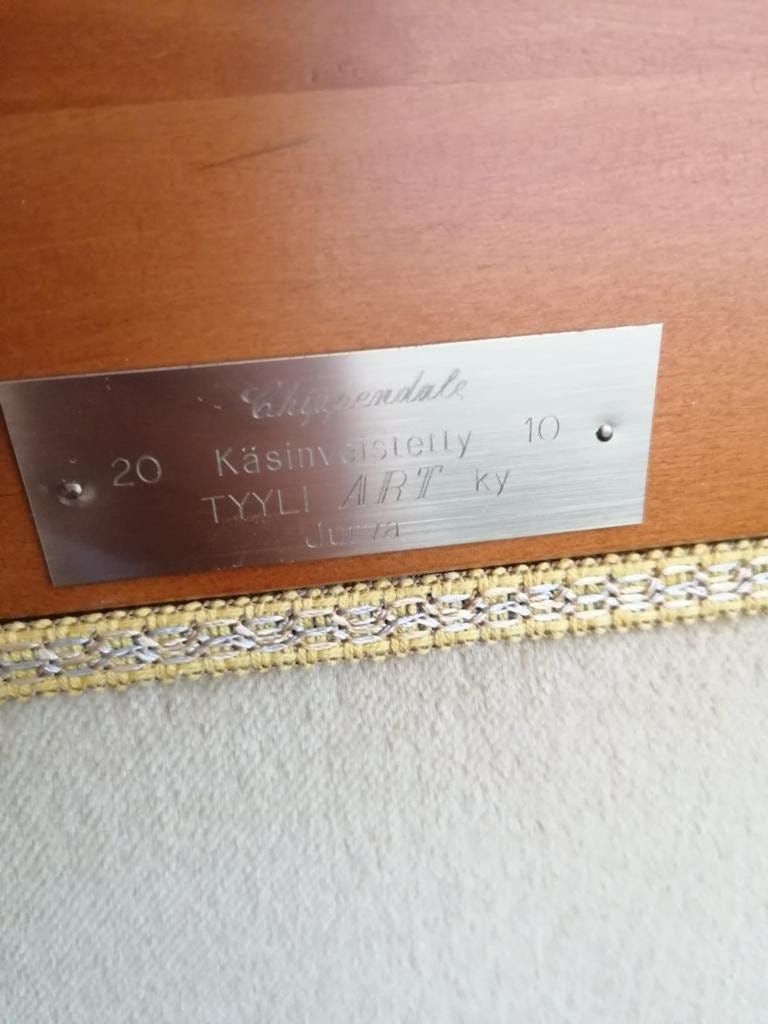 Chippendale
20 Käsinveistetty 10
TYYLI ART ky
Jurva